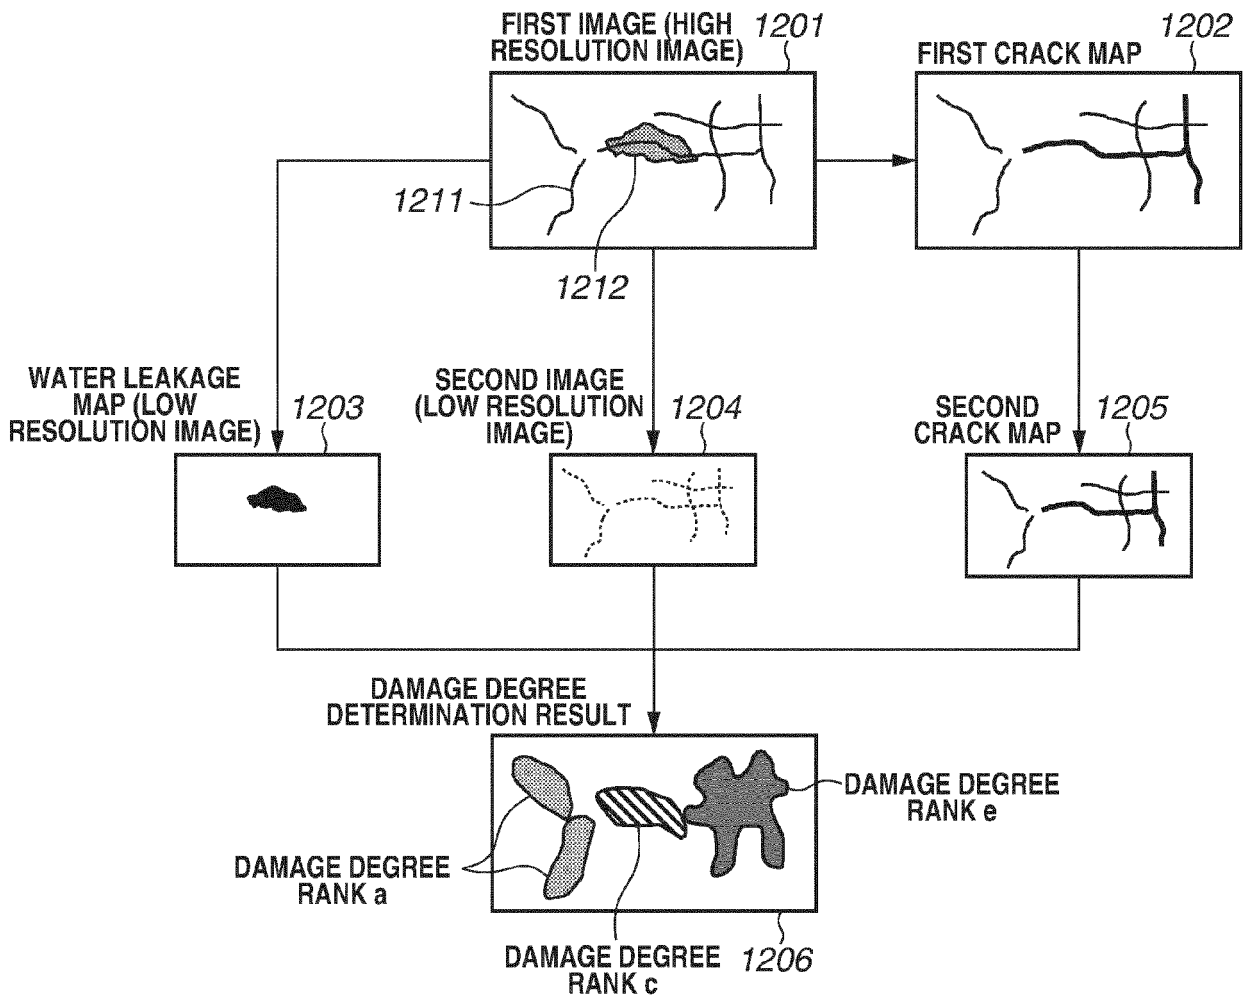 FIRST IMAGE (HIGH
RESOLUTION IMAGE)
1201
FIRST CRACK MAP
1202
1211
1212
WATER LEAKAGE
MAP (LOW
RESOLUTION IMAGE)
1203
SECOND IMAGE
(LOW RESOLUTION
IMAGE)
1204
SECOND
CRACK MAP
1205
DAMAGE DEGREE
DETERMINATION RESULT
DAMAGE DEGREE
RANK e
DAMAGE DEGREE
RANK a
DAMAGE DEGREE
RANK c
1206